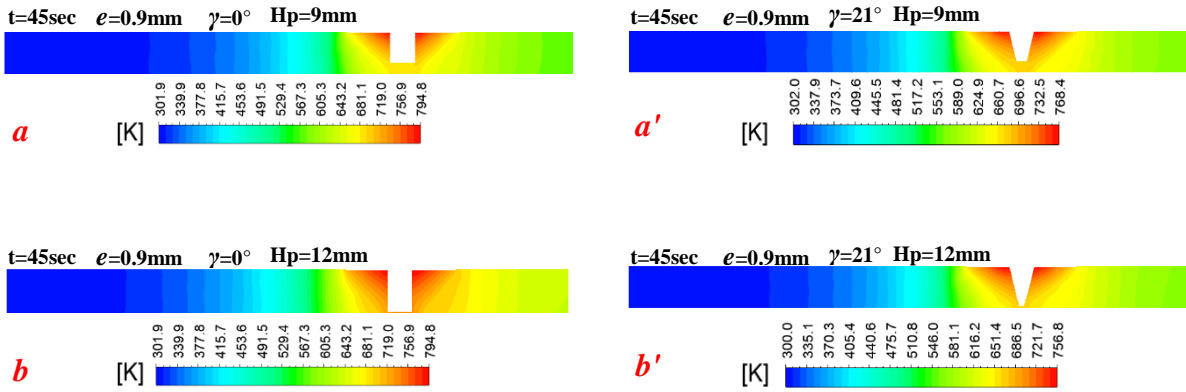 t=45sec e=0.9mm γ=0° Hp=9mm
301.9 339.9 377.8 415.7 453.6 491.5 529.4 567.3 605.3 643.2 681.1 719.0 756.9 794.8
a [K]
t=45sec e=0.9mm γ=21° Hp=9mm
302.0 337.9 373.7 409.6 445.5 481.4 517.2 553.1 589.0 624.9 660.7 696.6 732.5 768.4
a' [K]
t=45sec e=0.9mm γ=0° Hp=12mm
301.9 339.9 377.8 415.7 453.6 491.5 529.4 567.3 605.3 643.2 681.1 719.0 756.9 794.8
b [K]
t=45sec e=0.9mm γ=21° Hp=12mm
300.0 335.1 370.3 405.4 440.6 475.7 510.8 546.0 581.1 616.2 651.4 686.5 721.7 756.8
b' [K]